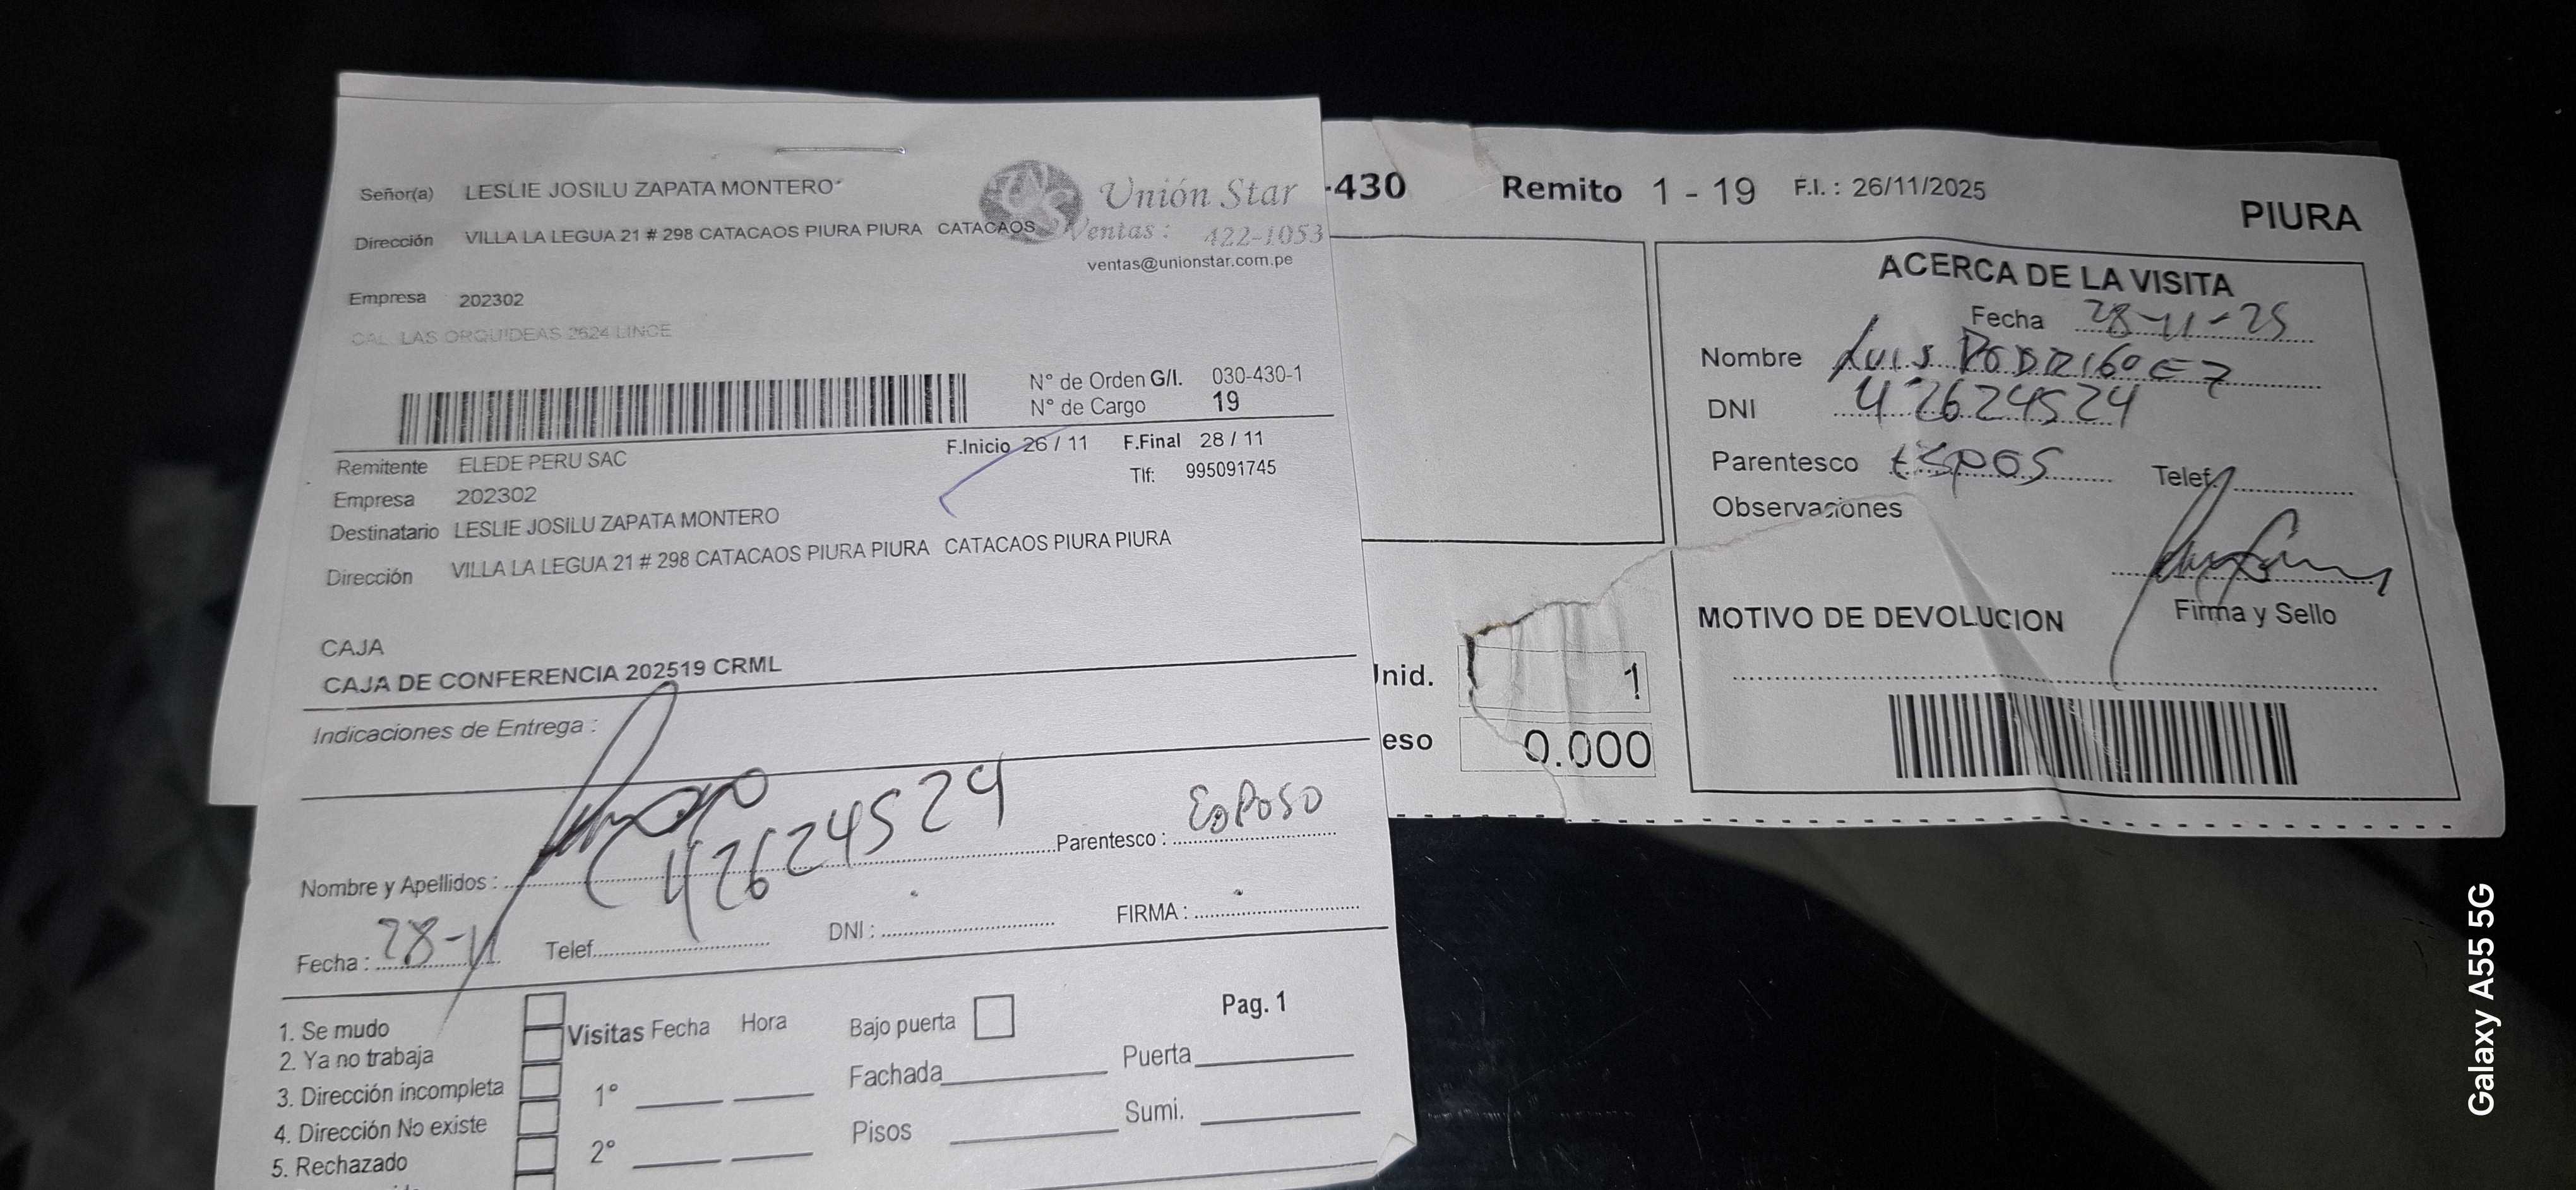 Señor(a) LESLIE JOSILU ZAPATA MONTERO
Dirección VILLA LA LEGUA 21 # 298 CATACAOS PIURA PIURA CATACAOS
Unión Star
Ventas : 422-1053
ventas@unionstar.com.pe
Empresa 202302
CAL. LAS ORQUIDEAS 2624 LINCE
N° de Orden G/I. 030-430-1
N° de Cargo 19
F.Inicio 26 / 11 F.Final 28 / 11
Remitente ELEDE PERU SAC
Tlf: 995091745
Empresa 202302
Destinatario LESLIE JOSILU ZAPATA MONTERO
Dirección VILLA LA LEGUA 21 # 298 CATACAOS PIURA PIURA CATACAOS PIURA PIURA
CAJA
CAJA DE CONFERENCIA 202519 CRML
Indicaciones de Entrega :
42624524
Nombre y Apellidos : Parentesco : ESPOSO
Fecha : 28-11 Telef. DNI : FIRMA :
1. Se mudo
2. Ya no trabaja
3. Dirección incompleta
4. Dirección No existe
5. Rechazado
Visitas Fecha Hora
1°
2°
Bajo puerta
Pag. 1
Fachada Puerta
Pisos Sumi.
-430 Remito 1 - 19 F.I. : 26/11/2025
PIURA
ACERCA DE LA VISITA
Fecha 28-11-25
Nombre LUIS RODRIGUEZ
DNI 42624524
Parentesco ESPOS Telef.
Observaciones
Firma y Sello
MOTIVO DE DEVOLUCION
Unid. 1
eso 0.000
Galaxy A55 5G